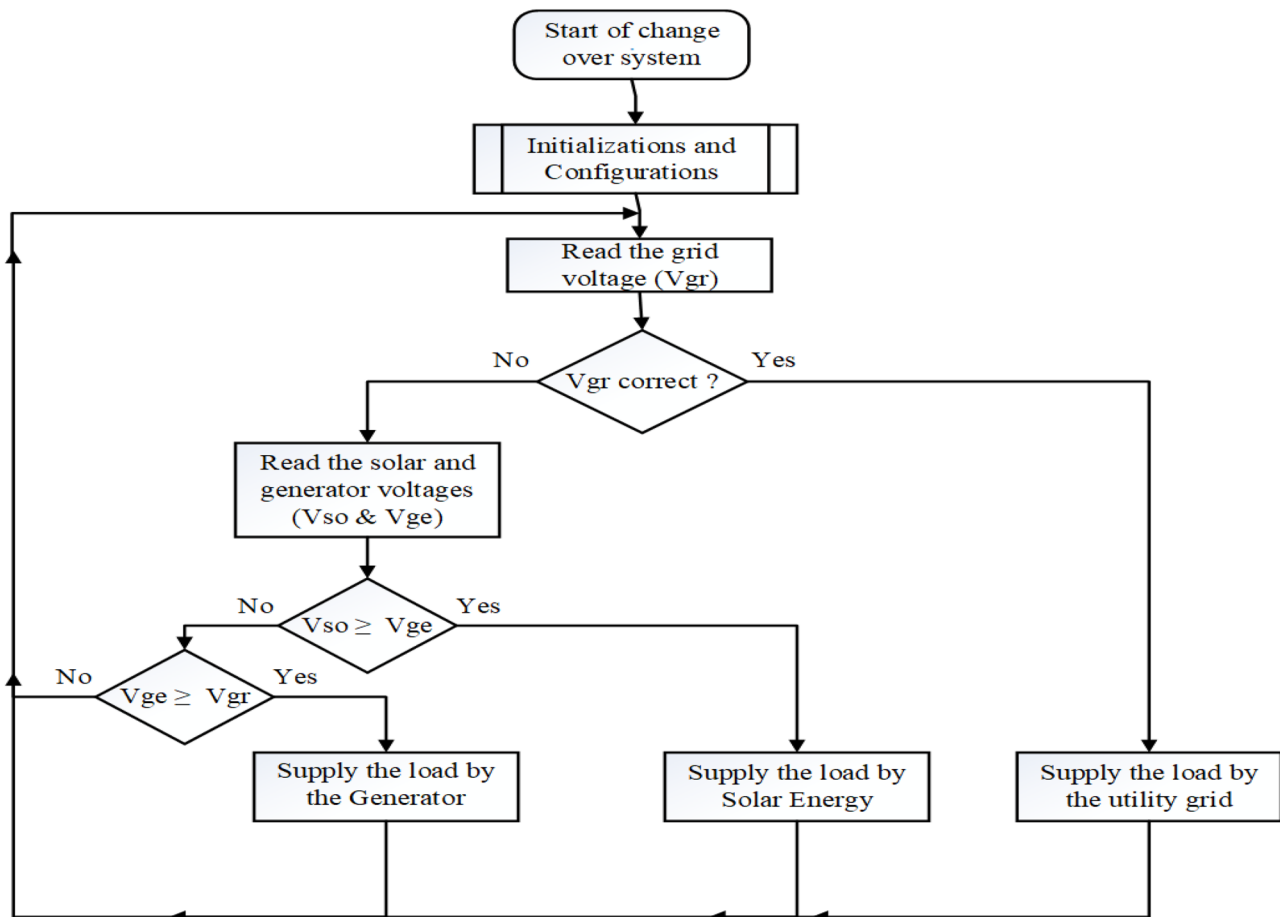 Start of change
over system
Initializations and
Configurations
Read the grid
voltage (Vgr)
No
Yes
Vgr correct ?
Read the solar and
generator voltages
(Vso & Vge)
No
Yes
Vso ≥ Vge
No
Yes
Vge ≥ Vgr
Supply the load by
the Generator
Supply the load by
Solar Energy
Supply the load by
the utility grid